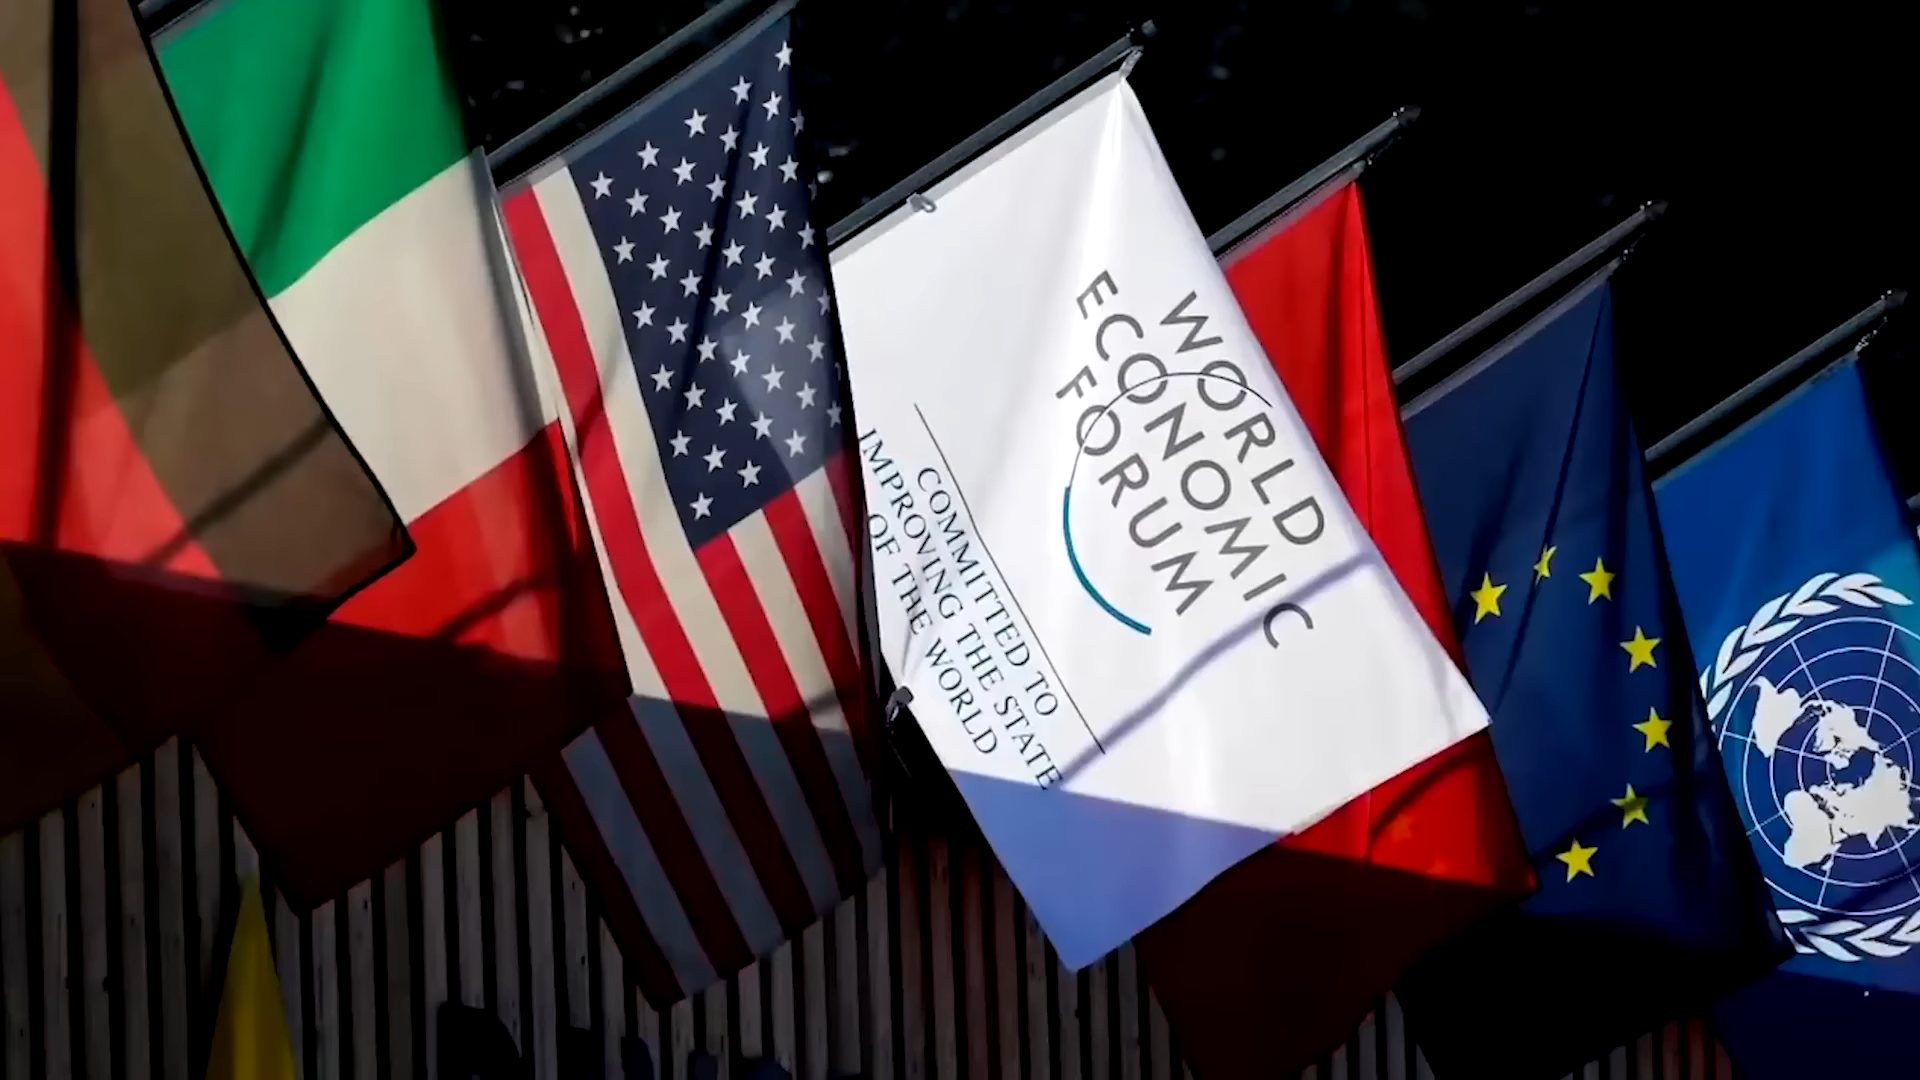 WORLD
ECONOMIC
FORUM
COMMITTED TO
IMPROVING THE STATE
OF THE WORLD